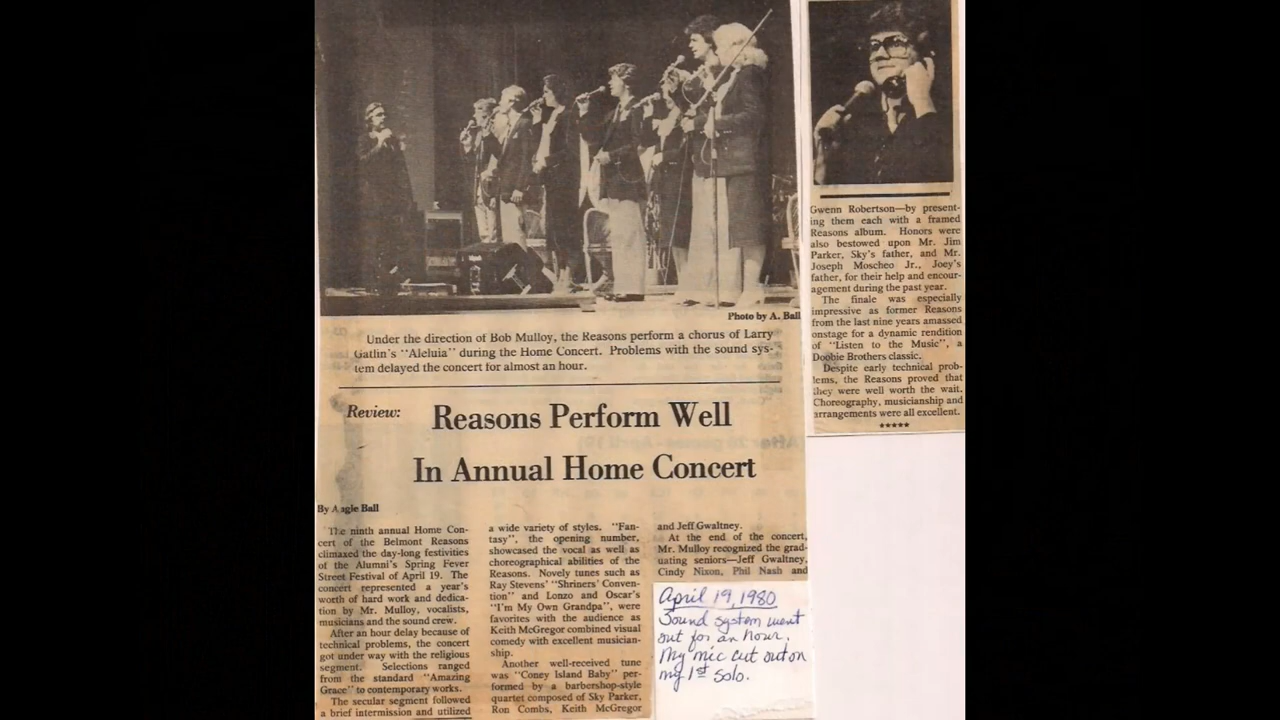 Photo by A. Ball
Under the direction of Bob Mulloy, the Reasons perform a chorus of Larry
Gatlin's "Aleluia" during the Home Concert. Problems with the sound sys-
tem delayed the concert for almost an hour.
Review:
Reasons Perform Well
In Annual Home Concert
By Angie Ball
The ninth annual Home Con-
cert of the Belmont Reasons
climaxed the day-long festivities
of the Alumni's Spring Fever
Street Festival of April 19. The
concert represented a year's
worth of hard work and dedica-
tion by Mr. Mulloy, vocalists,
musicians and the sound crew.
After an hour delay because of
technical problems, the concert
got under way with the religious
segment. Selections ranged
from the standard "Amazing
Grace" to contemporary works.
The secular segment followed
a brief intermission and utilized
a wide variety of styles. "Fan-
tasy", the opening number,
showcased the vocal as well as
choreographical abilities of the
Reasons. Novely tunes such as
Ray Stevens' "Shriners' Conven-
tion" and Lonzo and Oscar's
"I'm My Own Grandpa", were
favorites with the audience as
Keith McGregor combined visual
comedy with excellent musician-
ship.
Another well-received tune
was "Coney Island Baby" per-
formed by a barbershop-style
quartet composed of Sky Parker,
Ron Combs, Keith McGregor
and Jeff Gwaltney.
At the end of the concert,
Mr. Mulloy recognized the grad-
uating seniors—Jeff Gwaltney,
Cindy Nixon, Phil Nash and
Gwenn Robertson—by present-
ing them each with a framed
Reasons album. Honors were
also bestowed upon Mr. Jim
Parker, Sky's father, and Mr.
Joseph Moscheo Jr., Joey's
father, for their help and encour-
agement during the past year.
The finale was especially
impressive as former Reasons
from the last nine years amassed
onstage for a dynamic rendition
of "Listen to the Music", a
Doobie Brothers classic.
Despite early technical prob-
lems, the Reasons proved that
they were well worth the wait.
Choreography, musicianship and
arrangements were all excellent.
*****
April 19, 1980
Sound system went
out for an hour.
My mic cut out on
my 1st solo.